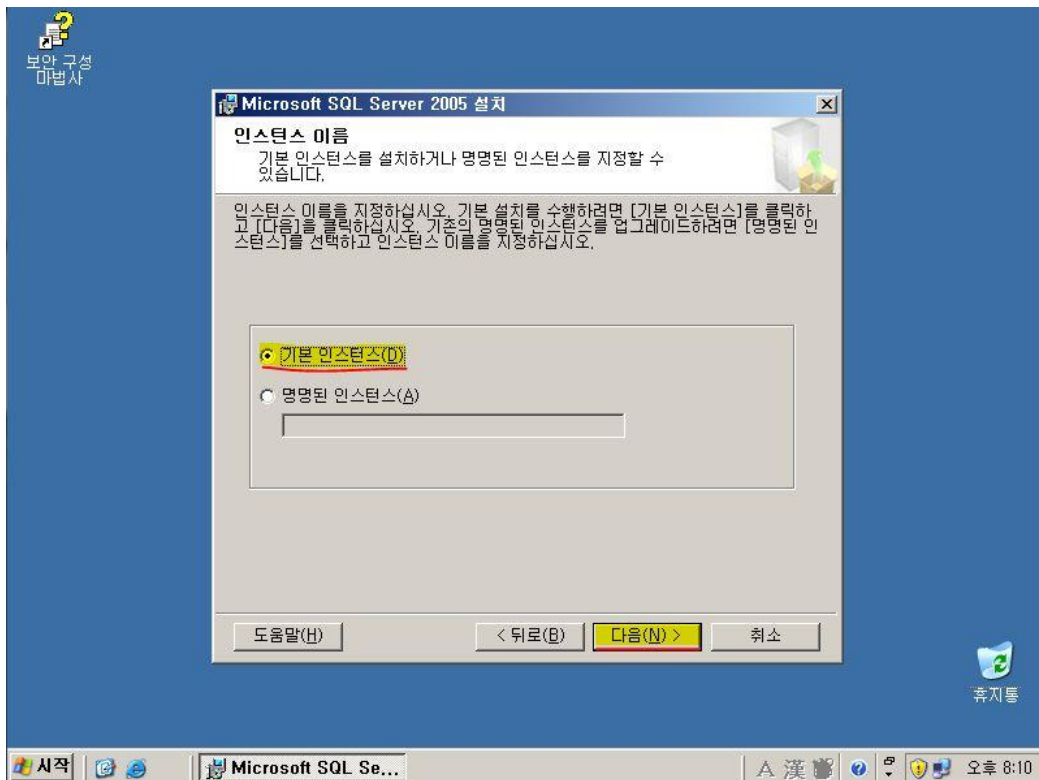 보안 구성
마법사
Microsoft SQL Server 2005 설치
인스턴스 이름
기본 인스턴스를 설치하거나 명명된 인스턴스를 지정할 수
있습니다.
인스턴스 이름을 지정하십시오. 기본 설치를 수행하려면 [기본 인스턴스]를 클릭하
고 [다음]을 클릭하십시오. 기존의 명명된 인스턴스를 업그레이드하려면 [명명된 인
스턴스]를 선택하고 인스턴스 이름을 지정하십시오.
기본 인스턴스(D)
명명된 인스턴스(A)
도움말(H)
< 뒤로(B)
다음(N) >
취소
휴지통
시작
Microsoft SQL Se...
A 漢
오후 8:10